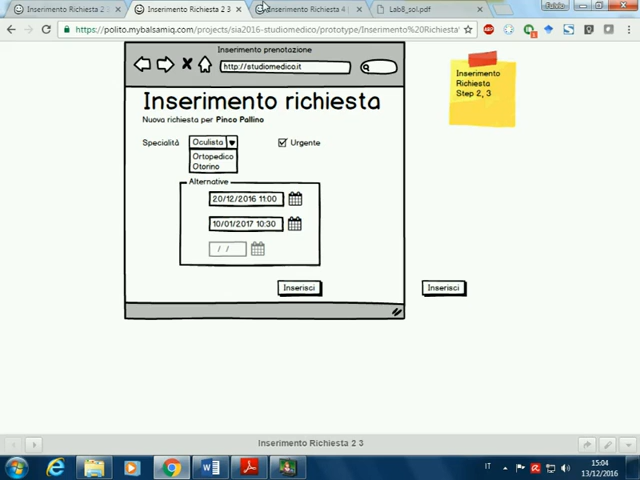 Inserimento Richiesta 2
Inserimento Richiesta 2 3
Inserimento Richiesta 4
Lab8_sol.pdf
Fulvio
https://polito.mybalsamiq.com/projects/sia2016-studiomedico/prototype/Inserimento%20Richiesta%
Inserimento prenotazione
http://studiomedico.it
Inserimento richiesta
Nuova richiesta per Pinco Pallino
Specialità
Oculista
Urgente
Ortopedico
Otorino
Alternative
20/12/2016 11:00
10/01/2017 10:30
/ /
Inserisci
Inserisci
Inserimento
Richiesta
Step 2, 3
Inserimento Richiesta 2 3
IT
15:04
13/12/2016